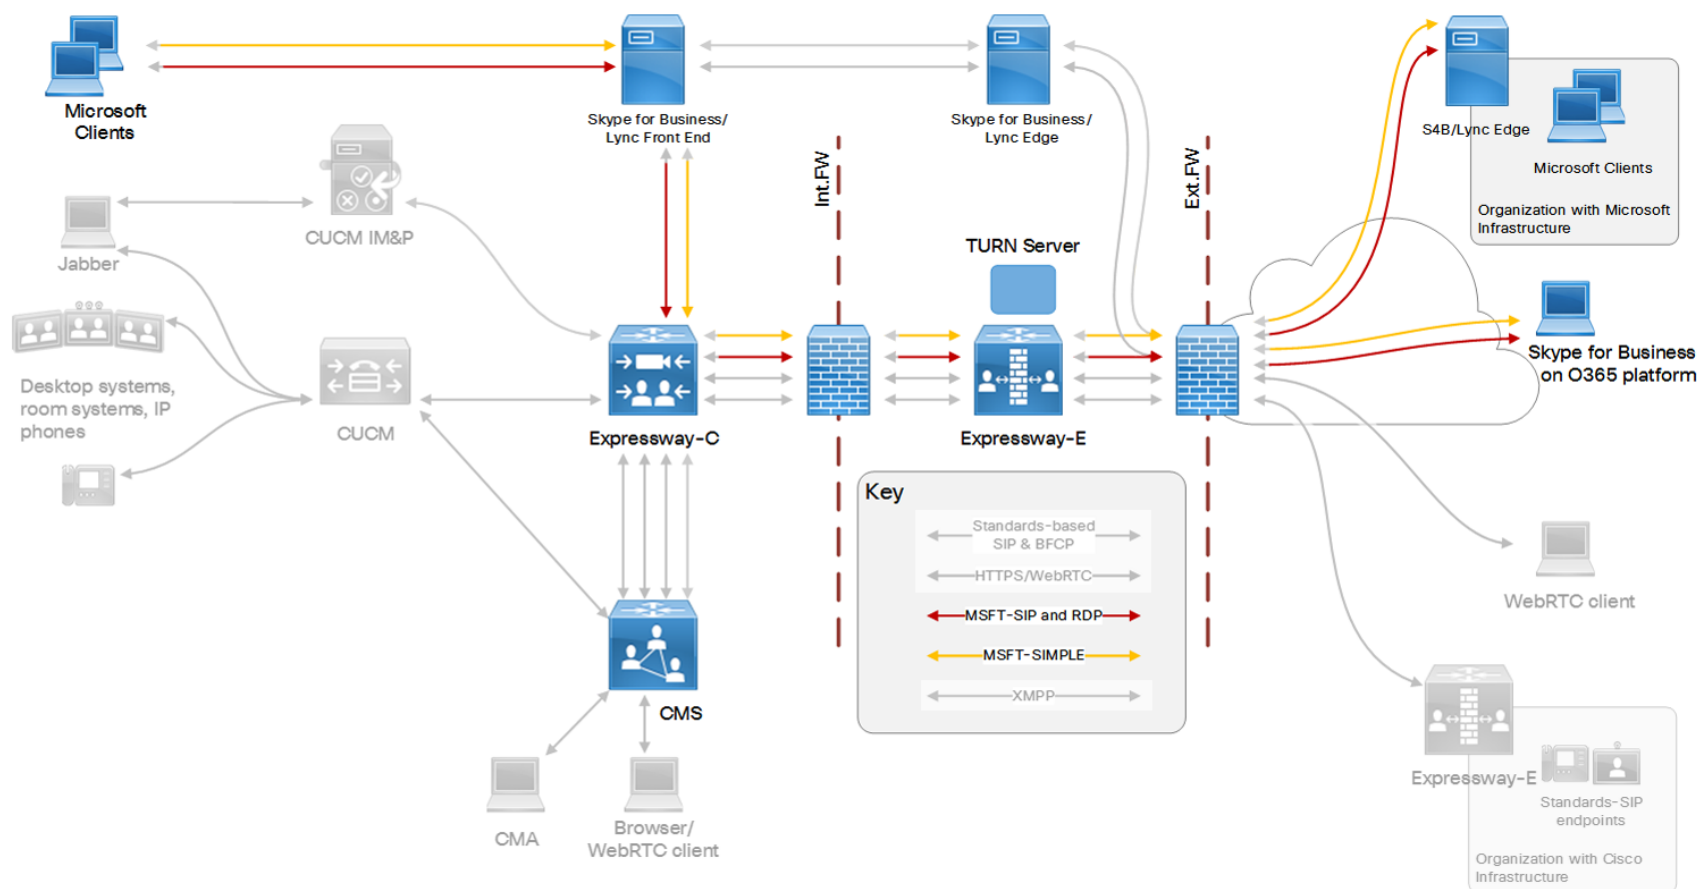 Microsoft
Clients
Skype for Business/
Lync Front End
Skype for Business/
Lync Edge
S4B/Lync Edge
Microsoft Clients
Organization with Microsoft
Infrastructure
Int.FW
Ext.FW
CUCM IM&P
Jabber
TURN Server
Desktop systems,
room systems, IP
phones
CUCM
Expressway-C
Expressway-E
Skype for Business
on O365 platform
Key
Standards-based
SIP & BFCP
HTTPS/WebRTC
MSFT-SIP and RDP
MSFT-SIMPLE
XMPP
WebRTC client
CMS
CMA
Browser/
WebRTC client
Expressway-E
Standards-SIP
endpoints
Organization with Cisco
Infrastructure